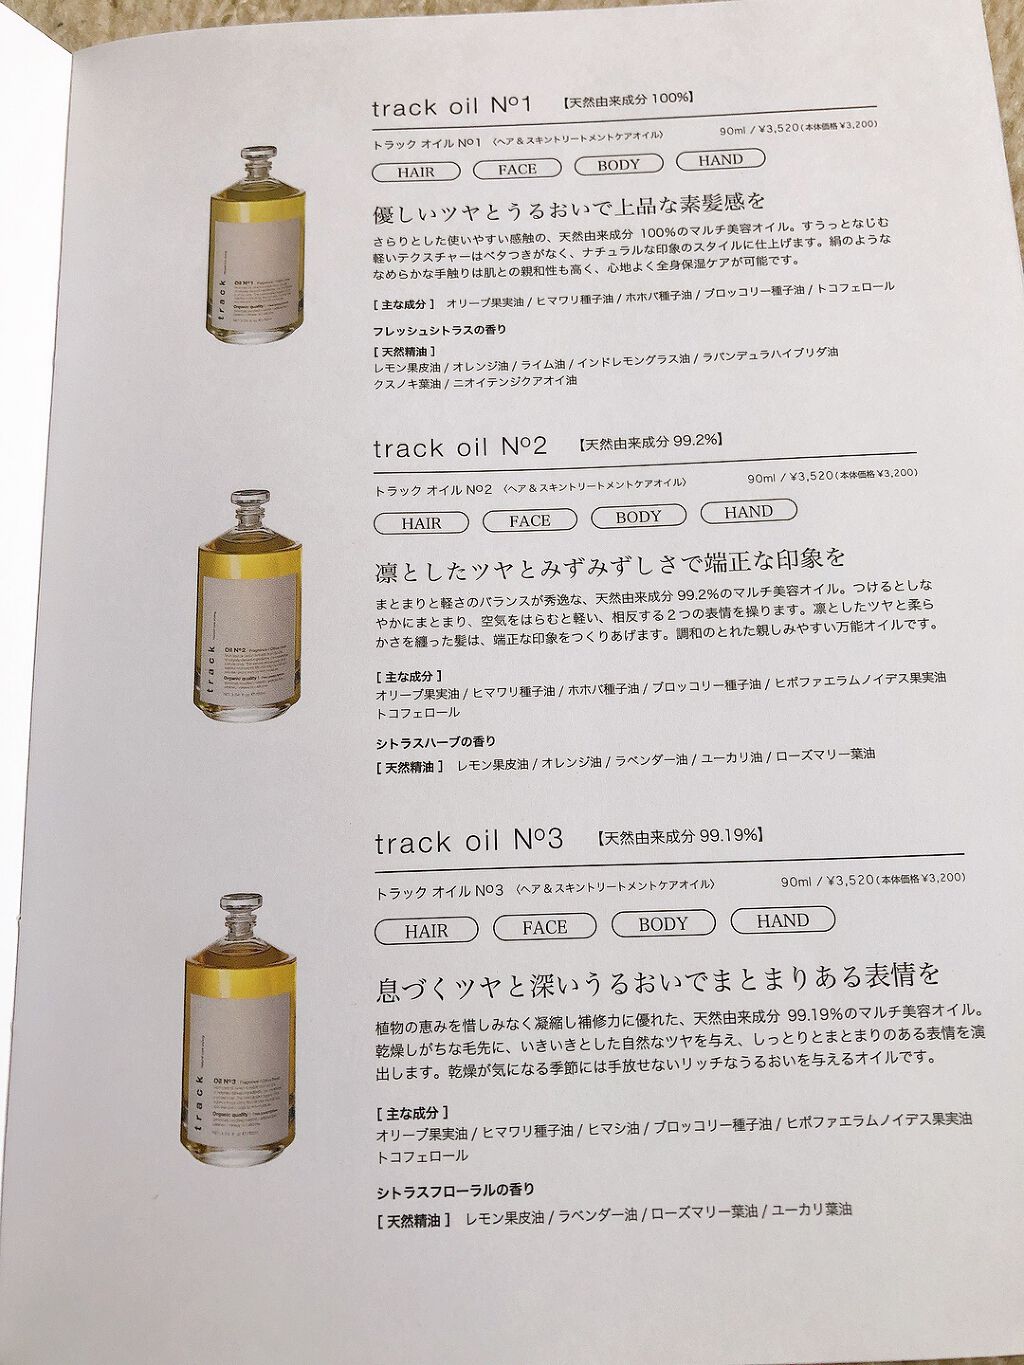 track oil Nº1 【天然由来成分 100%】
トラック オイル Nº1 〈ヘア＆スキントリートメントケアオイル〉 90ml / ¥3,520(本体価格 ¥3,200)
HAIR FACE BODY HAND
優しいツヤとうるおいで上品な素髪感を
さらりとした使いやすい感触の、天然由来成分 100%のマルチ美容オイル。すうっとなじむ
軽いテクスチャーはベタつきがなく、ナチュラルな印象のスタイルに仕上げます。絹のような
なめらかな手触りは肌との親和性も高く、心地よく全身保湿ケアが可能です。
[ 主な成分 ] オリーブ果実油 / ヒマワリ種子油 / ホホバ種子油 / ブロッコリー種子油 / トコフェロール
フレッシュシトラスの香り
[ 天然精油 ]
レモン果皮油 / オレンジ油 / ライム油 / インドレモングラス油 / ラバンデュラハイブリダ油
クスノキ葉油 / ニオイテンジクアオイ油
track
Oil Nº1
Organic quality
track oil Nº2 【天然由来成分 99.2%】
トラック オイル Nº2 〈ヘア＆スキントリートメントケアオイル〉 90ml / ¥3,520(本体価格 ¥3,200)
HAIR FACE BODY HAND
凛としたツヤとみずみずしさで端正な印象を
まとまりと軽さのバランスが秀逸な、天然由来成分 99.2%のマルチ美容オイル。つけるとしな
やかにまとまり、空気をはらむと軽い、相反する２つの表情を操ります。凛としたツヤと柔ら
かさを纏った髪は、端正な印象をつくりあげます。調和のとれた親しみやすい万能オイルです。
[ 主な成分 ]
オリーブ果実油 / ヒマワリ種子油 / ホホバ種子油 / ブロッコリー種子油 / ヒポファエラムノイデス果実油
トコフェロール
シトラスハーブの香り
[ 天然精油 ] レモン果皮油 / オレンジ油 / ラベンダー油 / ユーカリ油 / ローズマリー葉油
track
Oil Nº2
Organic quality
track oil Nº3 【天然由来成分 99.19%】
トラック オイル Nº3 〈ヘア＆スキントリートメントケアオイル〉 90ml / ¥3,520(本体価格 ¥3,200)
HAIR FACE BODY HAND
息づくツヤと深いうるおいでまとまりある表情を
植物の恵みを惜しみなく凝縮し補修力に優れた、天然由来成分 99.19%のマルチ美容オイル。
乾燥しがちな毛先に、いきいきとした自然なツヤを与え、しっとりとまとまりのある表情を演
出します。乾燥が気になる季節には手放せないリッチなうるおいを与えるオイルです。
[ 主な成分 ]
オリーブ果実油 / ヒマワリ種子油 / ヒマシ油 / ブロッコリー種子油 / ヒポファエラムノイデス果実油
トコフェロール
シトラスフローラルの香り
[ 天然精油 ] レモン果皮油 / ラベンダー油 / ローズマリー葉油 / ユーカリ葉油
track
Oil Nº3
Organic quality